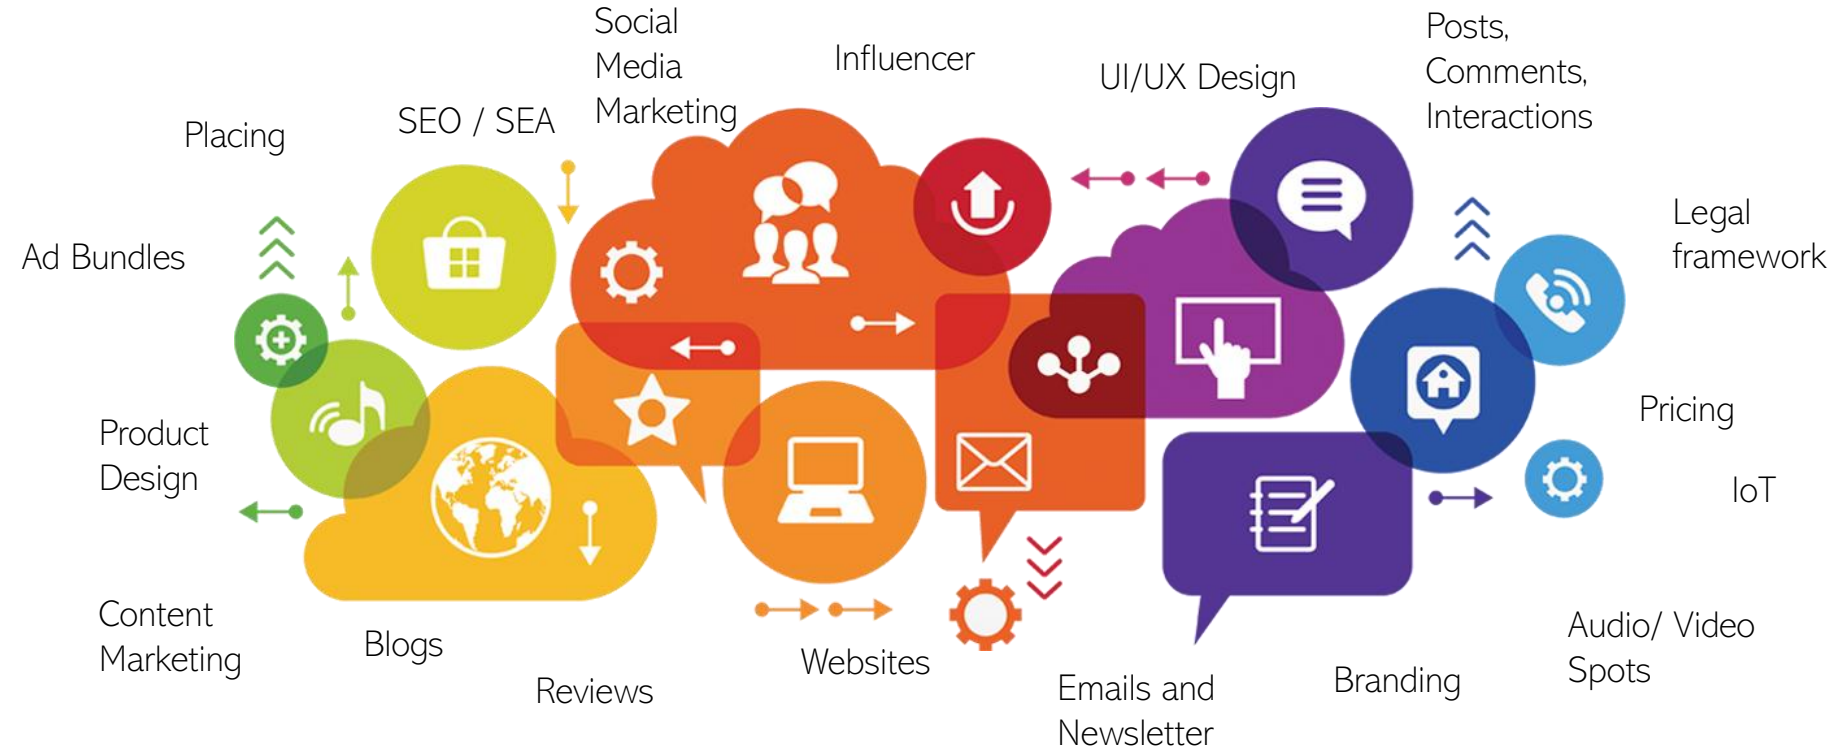 Social
Media
Marketing
Influencer
UI/UX Design
Posts,
Comments,
Interactions
Placing
SEO / SEA
Ad Bundles
Legal
framework
Product
Design
Pricing
IoT
Content
Marketing
Blogs
Reviews
Websites
Emails and
Newsletter
Branding
Audio/ Video
Spots